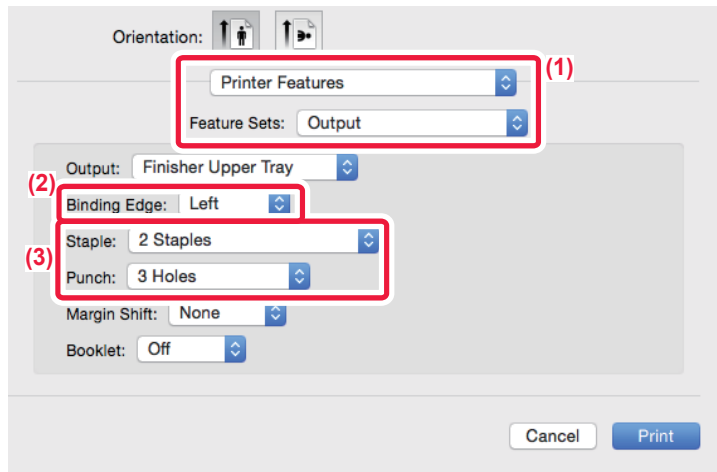 Orientation:
(1)
Printer Features
Feature Sets: Output
Output: Finisher Upper Tray
(2)
Binding Edge: Left
(3)
Staple: 2 Staples
Punch: 3 Holes
Margin Shift: None
Booklet: Off
Cancel Print